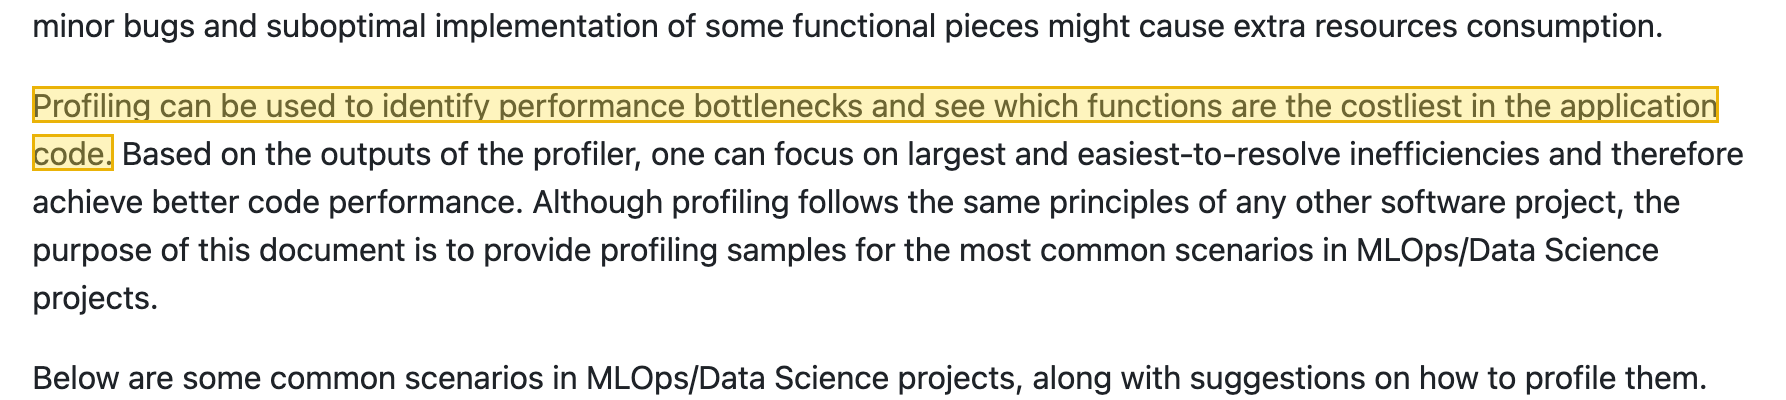 minor bugs and suboptimal implementation of some functional pieces might cause extra resources consumption.
Profiling can be used to identify performance bottlenecks and see which functions are the costliest in the application
code. Based on the outputs of the profiler, one can focus on largest and easiest-to-resolve inefficiencies and therefore
achieve better code performance. Although profiling follows the same principles of any other software project, the
purpose of this document is to provide profiling samples for the most common scenarios in MLOps/Data Science
projects.
Below are some common scenarios in MLOps/Data Science projects, along with suggestions on how to profile them.